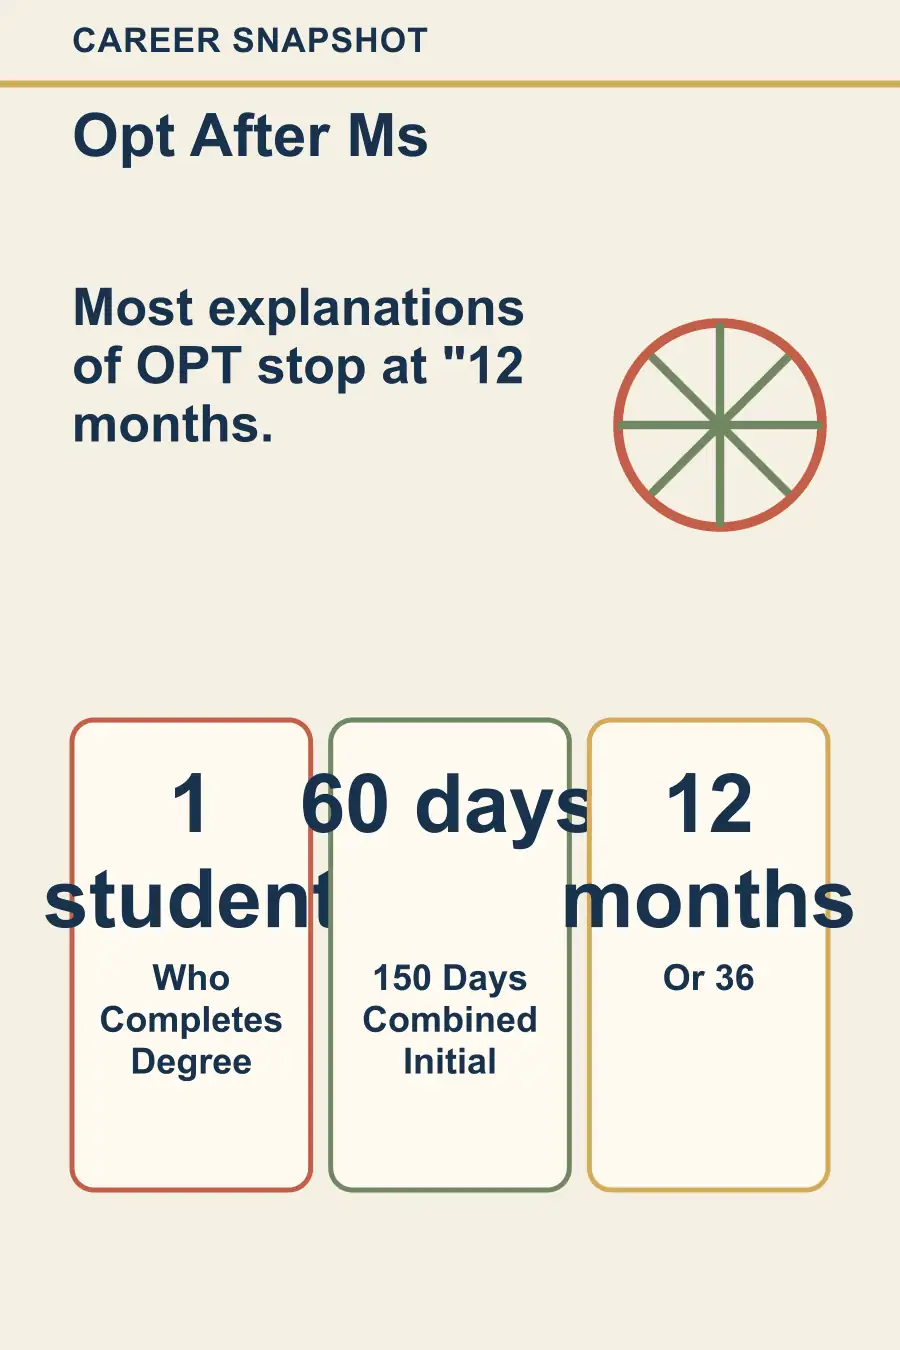 CAREER SNAPSHOT
Opt After Ms
Most explanations
of OPT stop at "12
months.
1
student
Who
Completes
Degree
60 days
150 Days
Combined
Initial
12
months
Or 36